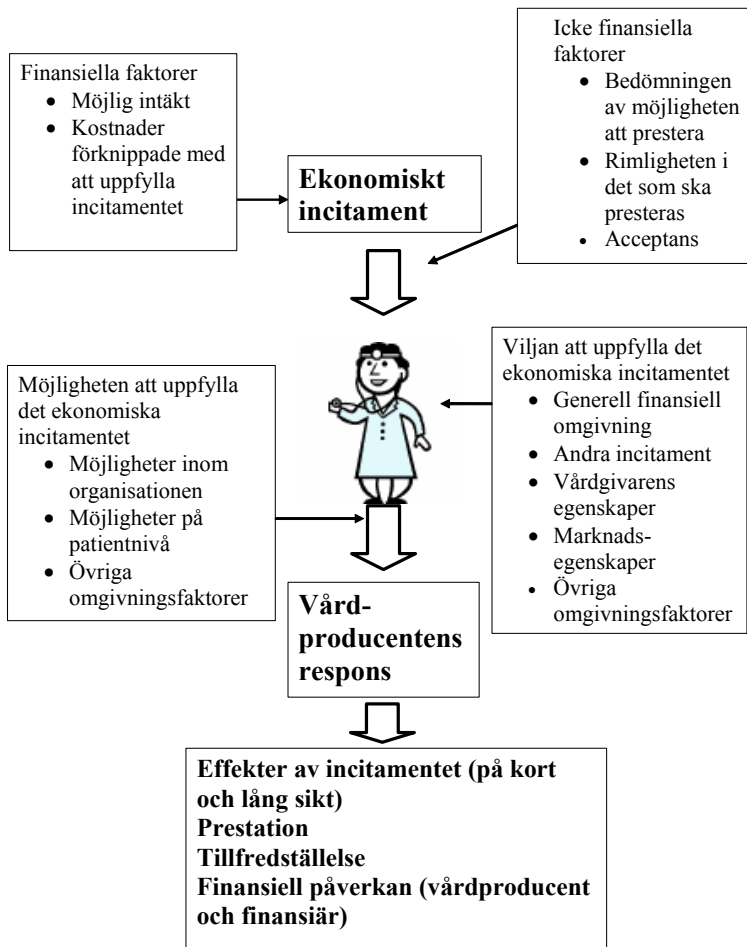 Finansiella faktorer
• Möjlig intäkt
• Kostnader
förknippade med
att uppfylla
incitamentet
Icke finansiella
faktorer
• Bedömningen
av möjligheten
att prestera
• Rimligheten i
det som ska
presteras
• Acceptans
Ekonomiskt
incitament
Möjligheten att uppfylla
det ekonomiska
incitamentet
• Möjligheter inom
organisationen
• Möjligheter på
patientnivå
• Övriga
omgivningsfaktorer
Viljan att uppfylla det
ekonomiska incitamentet
• Generell finansiell
omgivning
• Andra incitament
• Vårdgivarens
egenskaper
• Marknads-
egenskaper
• Övriga
omgivningsfaktorer
Vård-
producentens
respons
Effekter av incitamentet (på kort
och lång sikt)
Prestation
Tillfredställelse
Finansiell påverkan (vårdproducent
och finansiär)